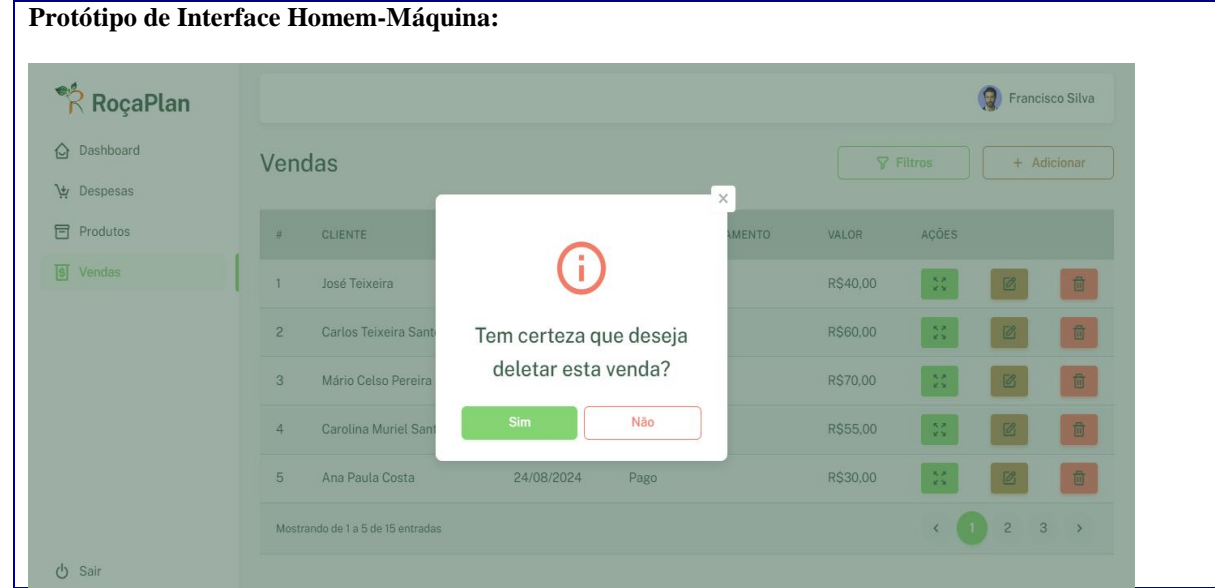 Protótipo de Interface Homem-Máquina:
RoçaPlan
Francisco Silva
Dashboard
Despesas
Produtos
Vendas
Sair
Vendas
Filtros
+ Adicionar
# CLIENTE AMENTO VALOR AÇÕES
1 José Teixeira R$40,00
2 Carlos Teixeira Sant R$60,00
3 Mário Celso Pereira R$70,00
4 Carolina Muriel Sant R$55,00
5 Ana Paula Costa 24/08/2024 Pago R$30,00
Mostrando de 1 a 5 de 15 entradas
‹ 1 2 3 ›
×
Tem certeza que deseja
deletar esta venda?
Sim Não